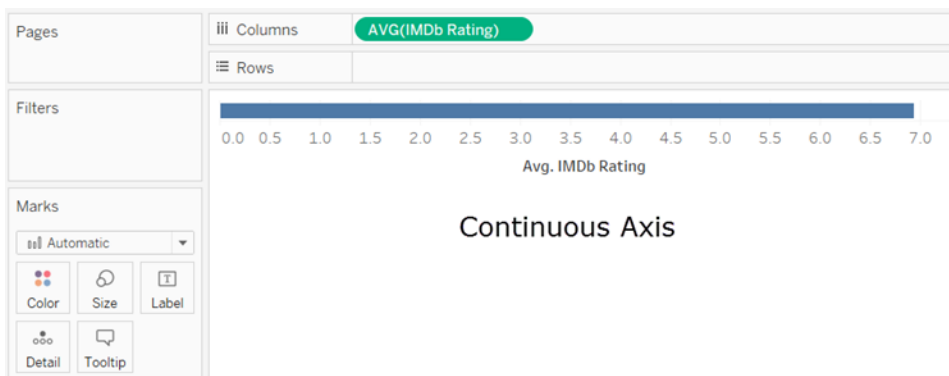 Pages
Columns
AVG(IMDb Rating)
Rows
Filters
0.0 0.5 1.0 1.5 2.0 2.5 3.0 3.5 4.0 4.5 5.0 5.5 6.0 6.5 7.0
Avg. IMDb Rating
Marks
Continuous Axis
Automatic
Color Size Label
Detail Tooltip